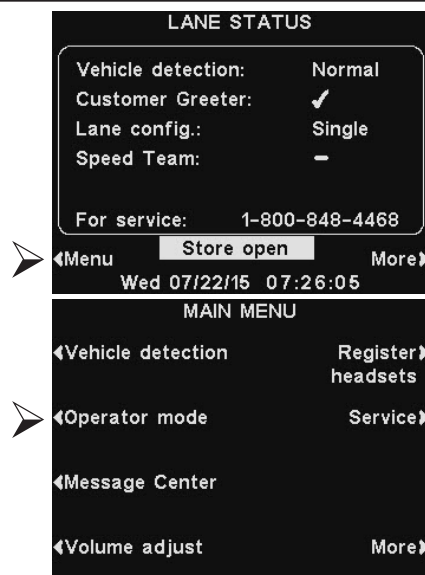 LANE STATUS
Vehicle detection: Normal
Customer Greeter: ✓
Lane config.: Single
Speed Team: –
For service: 1-800-848-4468
Store open
Menu More
Wed 07/22/15 07:26:05
MAIN MENU
Vehicle detection Register
headsets
Operator mode Service
Message Center
Volume adjust More